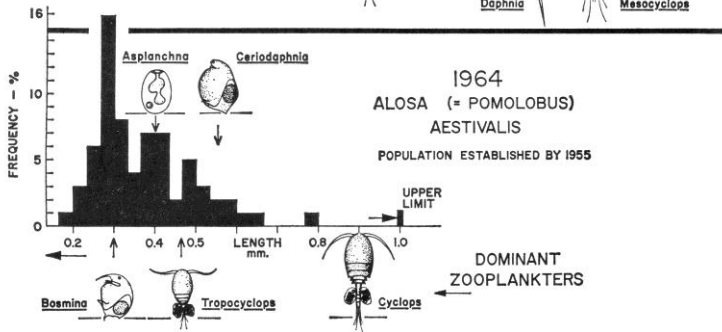 Daphnia
Mesocyclops
16
Asplanchna
Ceriodaphnia
1964
ALOSA (= POMOLOBUS)
AESTIVALIS
POPULATION ESTABLISHED BY 1955
FREQUENCY - %
10
5
0
UPPER
LIMIT
0.2
0.4
0.5
LENGTH
mm.
0.8
1.0
DOMINANT
ZOOPLANKTERS
Bosmina
Tropocyclops
Cyclops